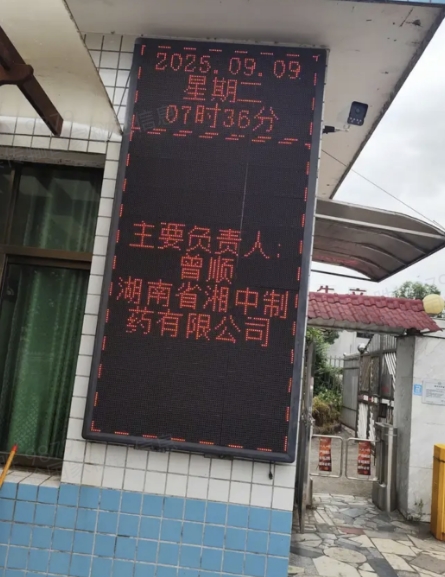 2025.09.09
星期二
07时36分
主要负责人:
曾顺
湖南省湘中制
药有限公司